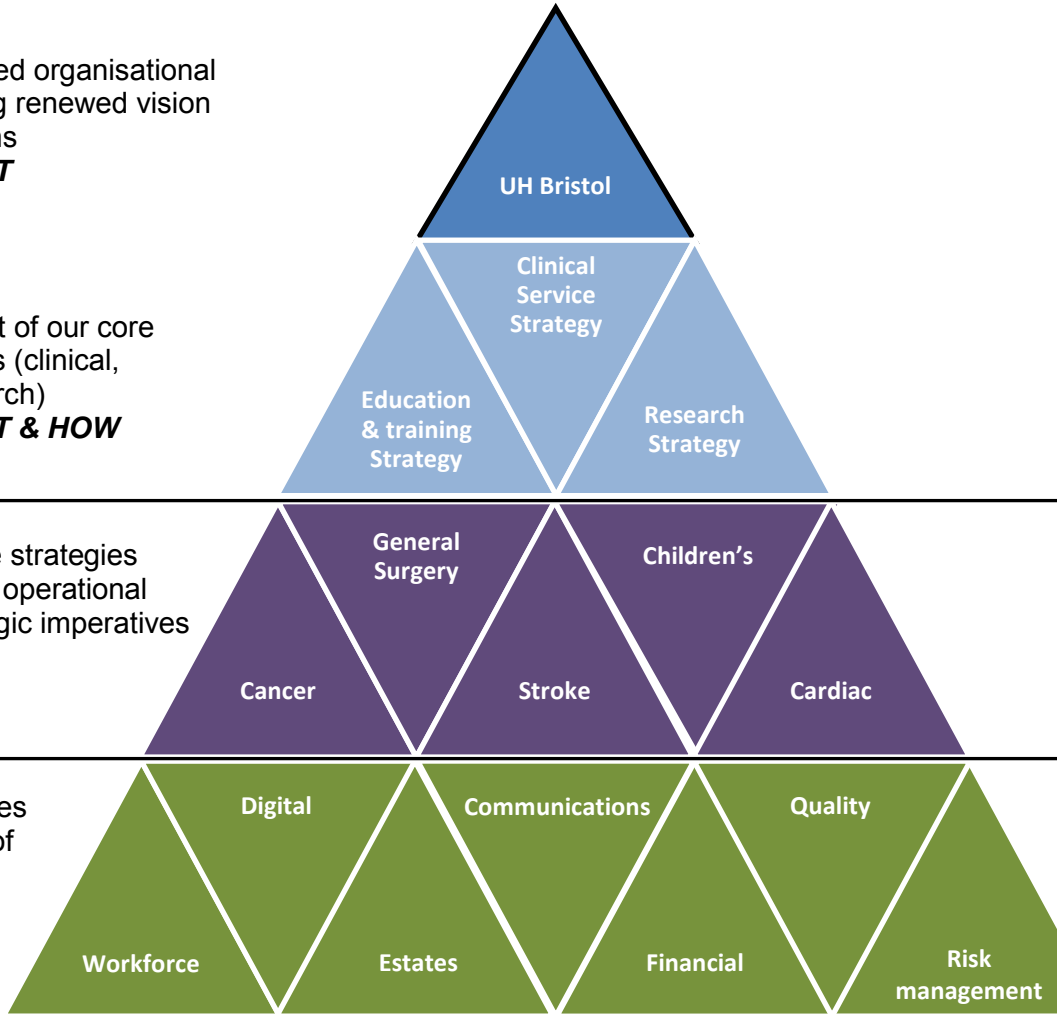 ed organisational
g renewed vision
ns
T
UH Bristol
t of our core
s (clinical,
rch)
T & HOW
Clinical
Service
Strategy
Education
& training
Strategy
Research
Strategy
e strategies
operational
gic imperatives
General
Surgery
Children's
Cancer
Stroke
Cardiac
es
of
Digital
Communications
Quality
Workforce
Estates
Financial
Risk
management